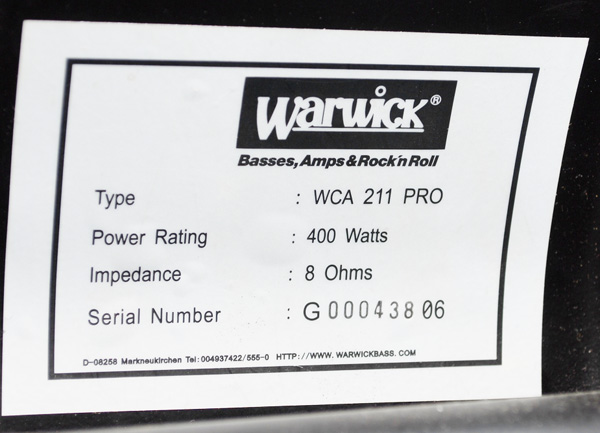 Warwick®
Basses, Amps & Rock'n Roll
Type : WCA 211 PRO
Power Rating : 400 Watts
Impedance : 8 Ohms
Serial Number : G 000438 06
D-08258 Markneukirchen Tel: 004937422/555-0 HTTP://WWW.WARWICKBASS.COM